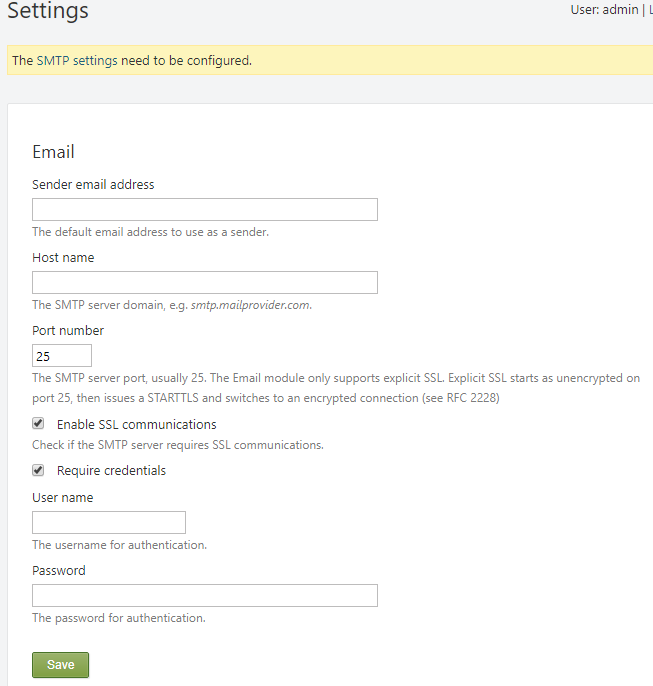 Settings
User: admin |
The SMTP settings need to be configured.
Email
Sender email address
The default email address to use as a sender.
Host name
The SMTP server domain, e.g. smtp.mailprovider.com.
Port number
25
The SMTP server port, usually 25. The Email module only supports explicit SSL. Explicit SSL starts as unencrypted on
port 25, then issues a STARTTLS and switches to an encrypted connection (see RFC 2228)
Enable SSL communications
Check if the SMTP server requires SSL communications.
Require credentials
User name
The username for authentication.
Password
The password for authentication.
Save